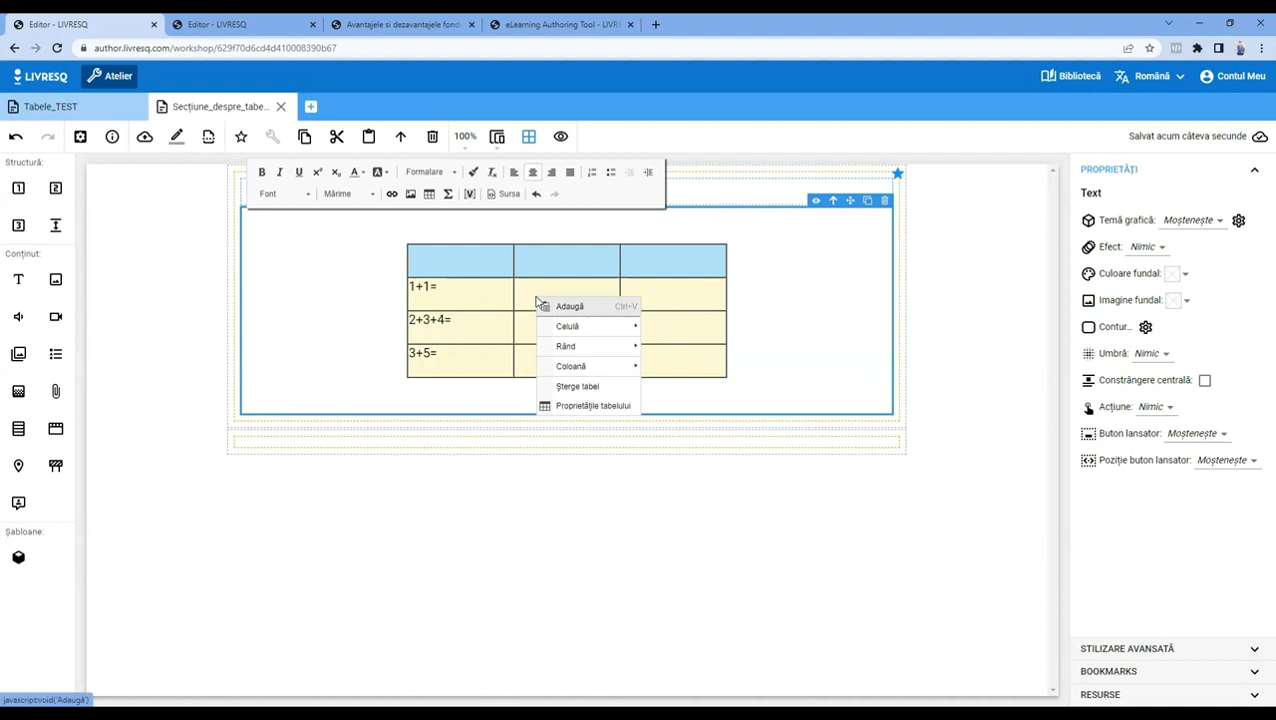 Editor - LIVRESQ
Editor - LIVRESQ
Avantajele si dezavantajele fond
eLearning Authoring Tool - LIVR
author.livresq.com/workshop/629f70d6cd4d410008390b67
LIVRESQ
Atelier
Bibliotecă
Română
Contul Meu
Tabele_TEST
Secțiune_despre_tabe...
100%
Salvat acum câteva secunde
Structură:
1
2
3
Conținut:
Șabloane:
Formatare
Font
Mărime
Sursa
1+1=
2+3+4=
3+5=
Adaugă Ctrl+V
Celulă
Rând
Coloană
Șterge tabel
Proprietățile tabelului
PROPRIETĂȚI
Text
Temă grafică: Moștenește
Efect: Nimic
Culoare fundal:
Imagine fundal:
Contur...
Umbră: Nimic
Constrângere centrală:
Acțiune: Nimic
Buton lansator: Moștenește
Poziție buton lansator: Moștenește
STILIZARE AVANSATĂ
BOOKMARKS
RESURSE
javascript:void('Adaugă')